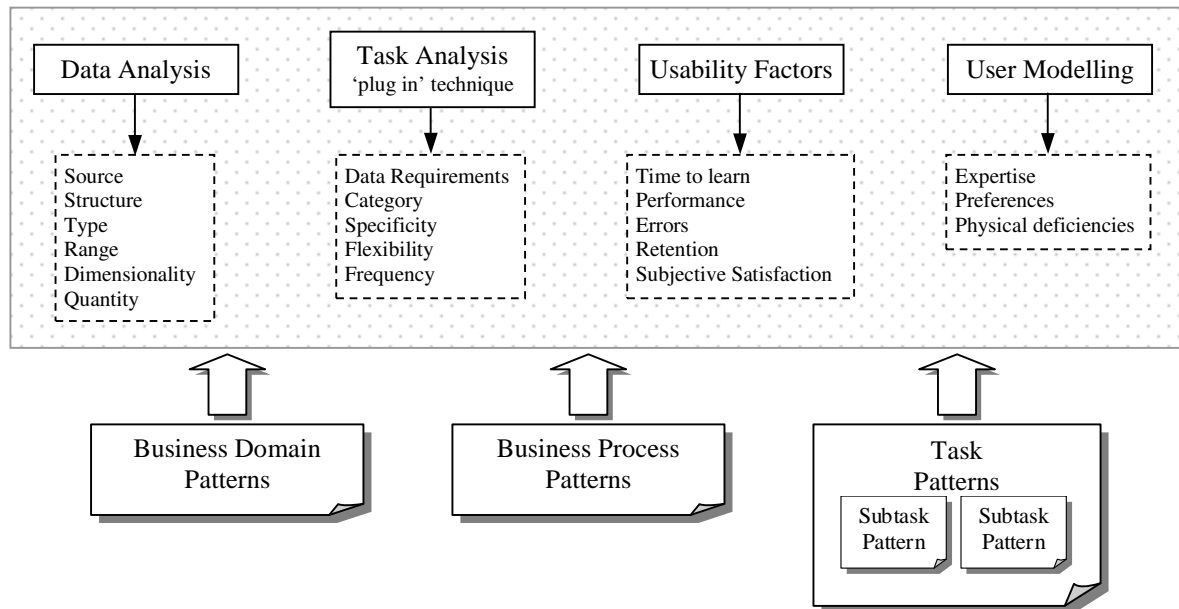 Data Analysis
Source
Structure
Type
Range
Dimensionality
Quantity
Task Analysis
‘plug in’ technique
Data Requirements
Category
Specificity
Flexibility
Frequency
Usability Factors
Time to learn
Performance
Errors
Retention
Subjective Satisfaction
User Modelling
Expertise
Preferences
Physical deficiencies
Business Domain
Patterns
Business Process
Patterns
Task
Patterns
Subtask
Pattern
Subtask
Pattern